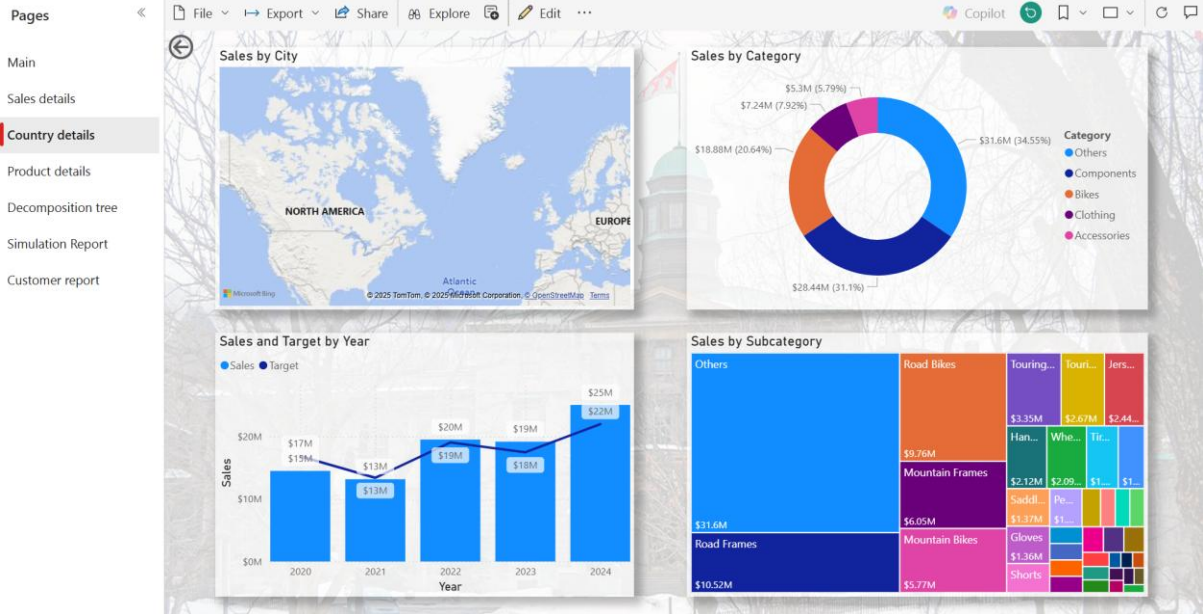 Pages
«
File
Export
Share
Explore
Edit
...
Copilot
Main
Sales details
Country details
Product details
Decomposition tree
Simulation Report
Customer report
Sales by City
NORTH AMERICA
EUROPE
Atlantic
Ocean
Microsoft Bing
© 2025 TomTom, © 2025 Microsoft Corporation, © OpenStreetMap Terms
Sales by Category
$5.3M (5.79%)
$7.24M (7.92%)
$18.88M (20.64%)
$31.6M (34.55%)
$28.44M (31.1%)
Category
Others
Components
Bikes
Clothing
Accessories
Sales and Target by Year
Sales Target
Sales
$20M
$10M
$0M
$17M
$15M
$13M
$13M
$20M
$19M
$19M
$18M
$25M
$22M
2020 2021 2022 2023 2024
Year
Sales by Subcategory
Others
$31.6M
Road Frames
$10.52M
Road Bikes
$9.76M
Mountain Frames
$6.05M
Mountain Bikes
$5.77M
Touring...
$3.35M
Touri...
$2.67M
Jers...
$2.44...
Han...
$2.12M
Whe...
$2.09...
Tir...
$1...
$1...
Saddl...
$1.37M
Pe...
$1...
Gloves
$1.36M
Shorts